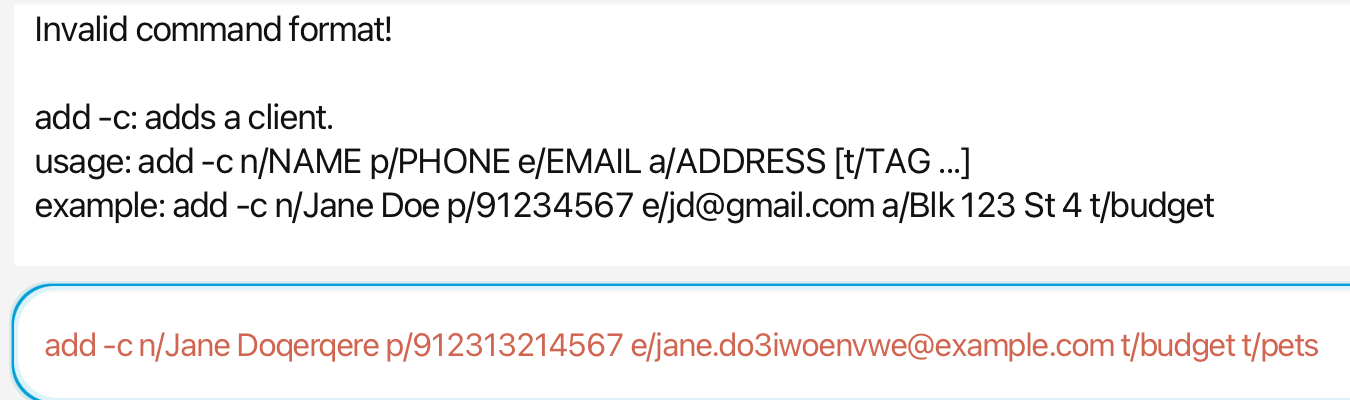 Invalid command format!
add -c: adds a client.
usage: add -c n/NAME p/PHONE e/EMAIL a/ADDRESS [t/TAG ...]
example: add -c n/Jane Doe p/91234567 e/jd@gmail.com a/Blk 123 St 4 t/budget
add -c n/Jane Doqerqere p/912313214567 e/jane.do3iwoenvwe@example.com t/budget t/pets